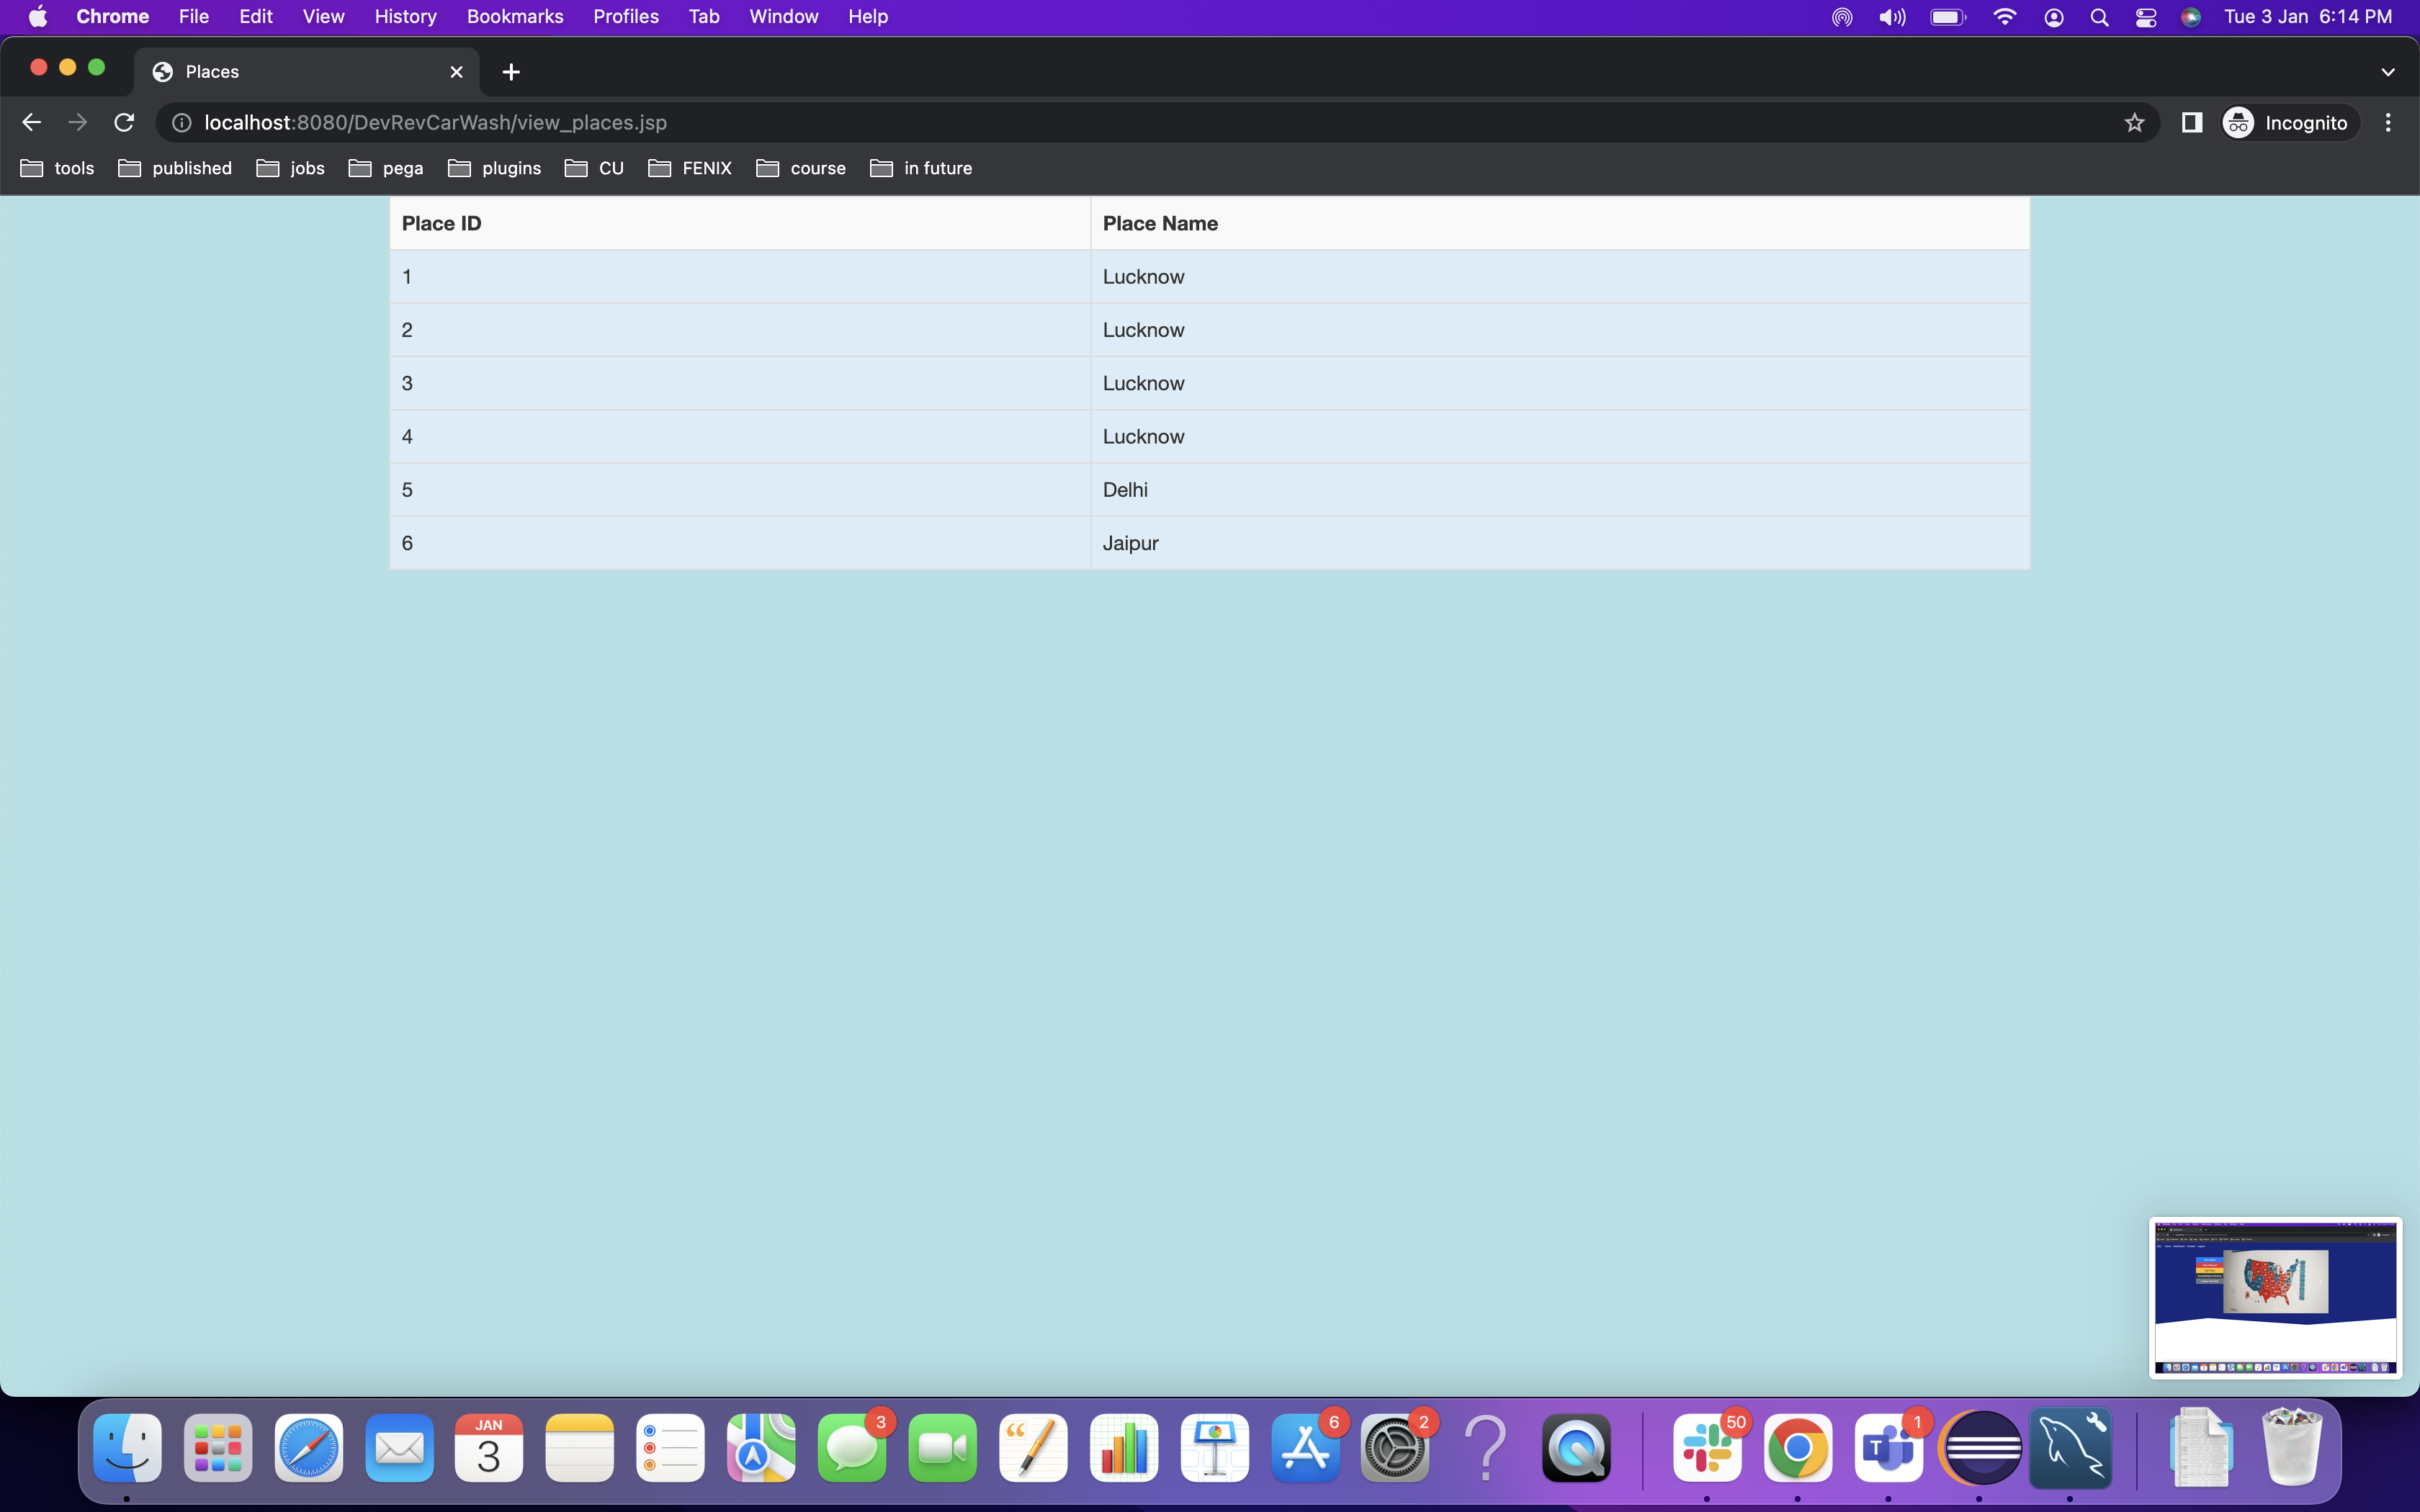 Chrome File Edit View History Bookmarks Profiles Tab Window Help Tue 3 Jan 6:14 PM
Places
localhost:8080/DevRevCarWash/view_places.jsp Incognito
tools published jobs pega plugins CU FENIX course in future
Place ID Place Name
1 Lucknow
2 Lucknow
3 Lucknow
4 Lucknow
5 Delhi
6 Jaipur
JAN 3 3 6 2 50 1 T